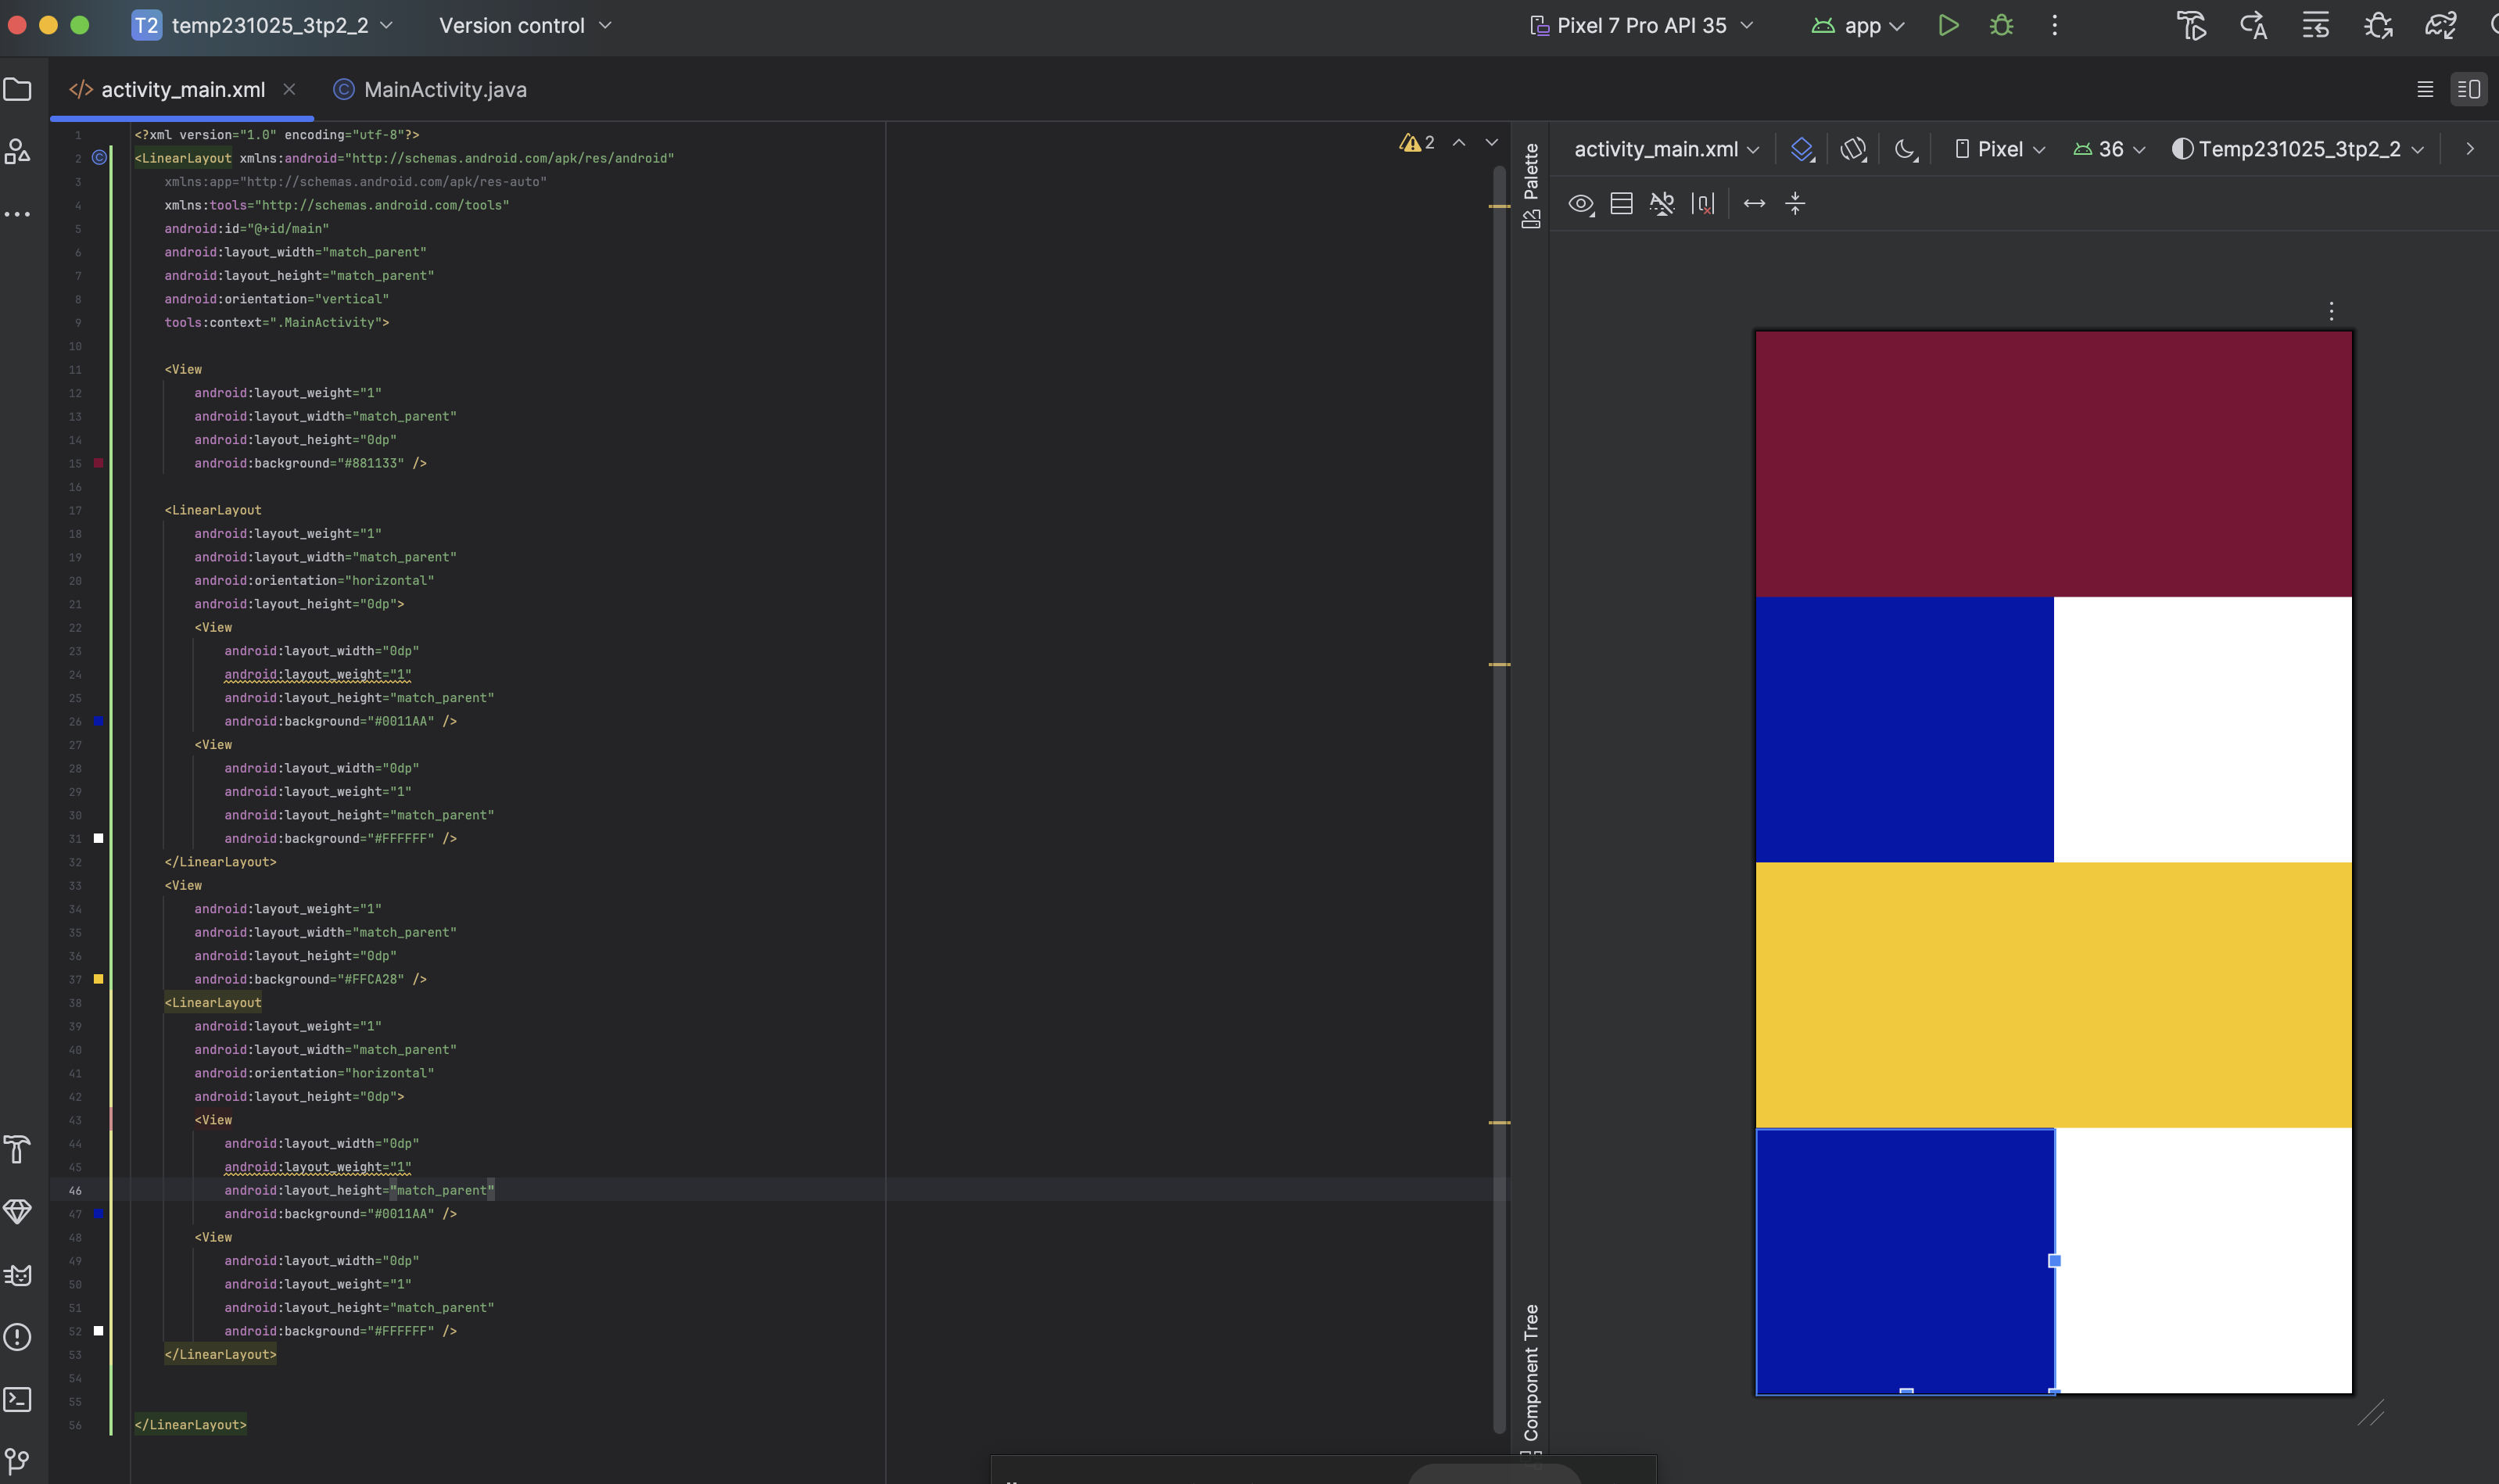 T2 temp231025_3tp2_2 Version control Pixel 7 Pro API 35 app
activity_main.xml MainActivity.java
1 <?xml version="1.0" encoding="utf-8"?>
2 <LinearLayout xmlns:android="http://schemas.android.com/apk/res/android"
3 xmlns:app="http://schemas.android.com/apk/res-auto"
4 xmlns:tools="http://schemas.android.com/tools"
5 android:id="@+id/main"
6 android:layout_width="match_parent"
7 android:layout_height="match_parent"
8 android:orientation="vertical"
9 tools:context=".MainActivity">
10
11 <View
12 android:layout_weight="1"
13 android:layout_width="match_parent"
14 android:layout_height="0dp"
15 android:background="#881133" />
16
17 <LinearLayout
18 android:layout_weight="1"
19 android:layout_width="match_parent"
20 android:orientation="horizontal"
21 android:layout_height="0dp">
22 <View
23 android:layout_width="0dp"
24 android:layout_weight="1"
25 android:layout_height="match_parent"
26 android:background="#0011AA" />
27 <View
28 android:layout_width="0dp"
29 android:layout_weight="1"
30 android:layout_height="match_parent"
31 android:background="#FFFFFF" />
32 </LinearLayout>
33 <View
34 android:layout_weight="1"
35 android:layout_width="match_parent"
36 android:layout_height="0dp"
37 android:background="#FFCA28" />
38 <LinearLayout
39 android:layout_weight="1"
40 android:layout_width="match_parent"
41 android:orientation="horizontal"
42 android:layout_height="0dp">
43 <View
44 android:layout_width="0dp"
45 android:layout_weight="1"
46 android:layout_height="match_parent"
47 android:background="#0011AA" />
48 <View
49 android:layout_width="0dp"
50 android:layout_weight="1"
51 android:layout_height="match_parent"
52 android:background="#FFFFFF" />
53 </LinearLayout>
54
55
56 </LinearLayout>
2
Palette
Component Tree
activity_main.xml Pixel 36 Temp231025_3tp2_2